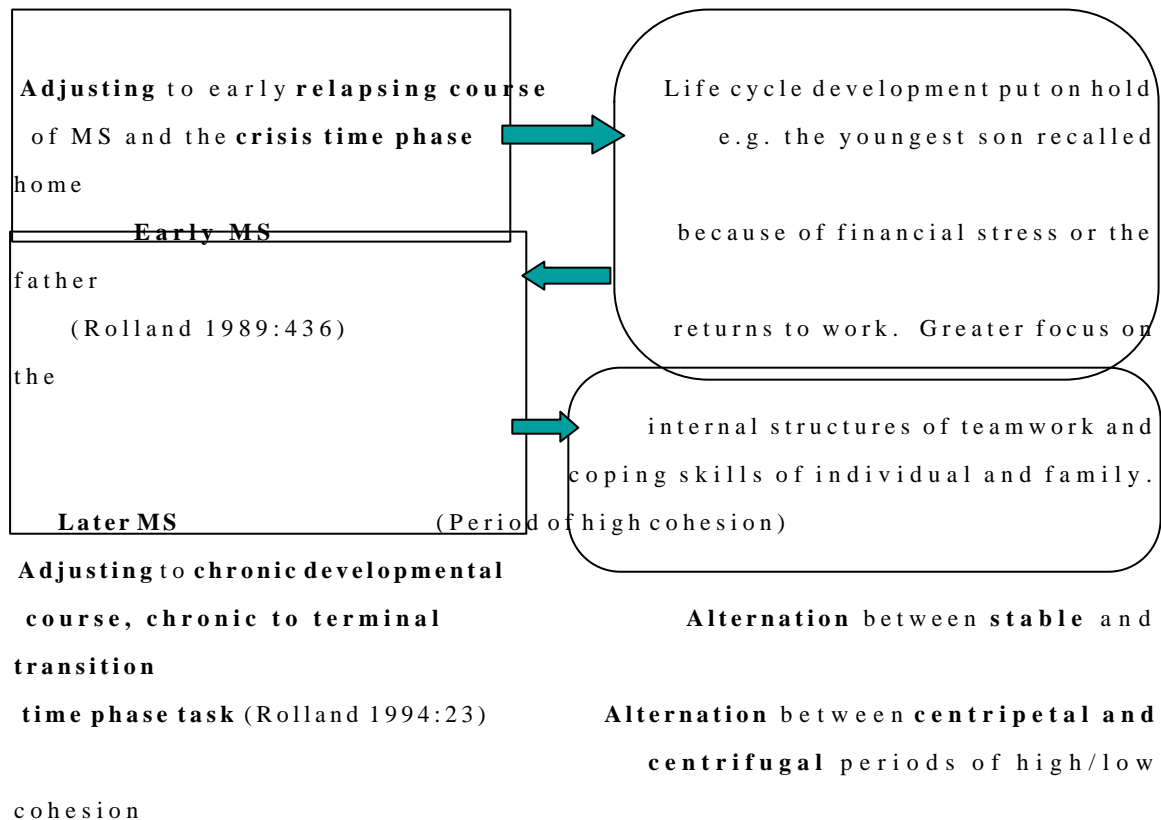 Adjusting to early relapsing course Life cycle development put on hold
of MS and the crisis time phase e.g. the youngest son recalled
home
Early MS because of financial stress or the
father
(Rolland 1989:436) returns to work. Greater focus on
the
internal structures of teamwork and
coping skills of individual and family.
Later MS (Period of high cohesion)
Adjusting to chronic developmental
course, chronic to terminal Alternation between stable and
transition
time phase task (Rolland 1994:23) Alternation between centripetal and
centrifugal periods of high/low
cohesion